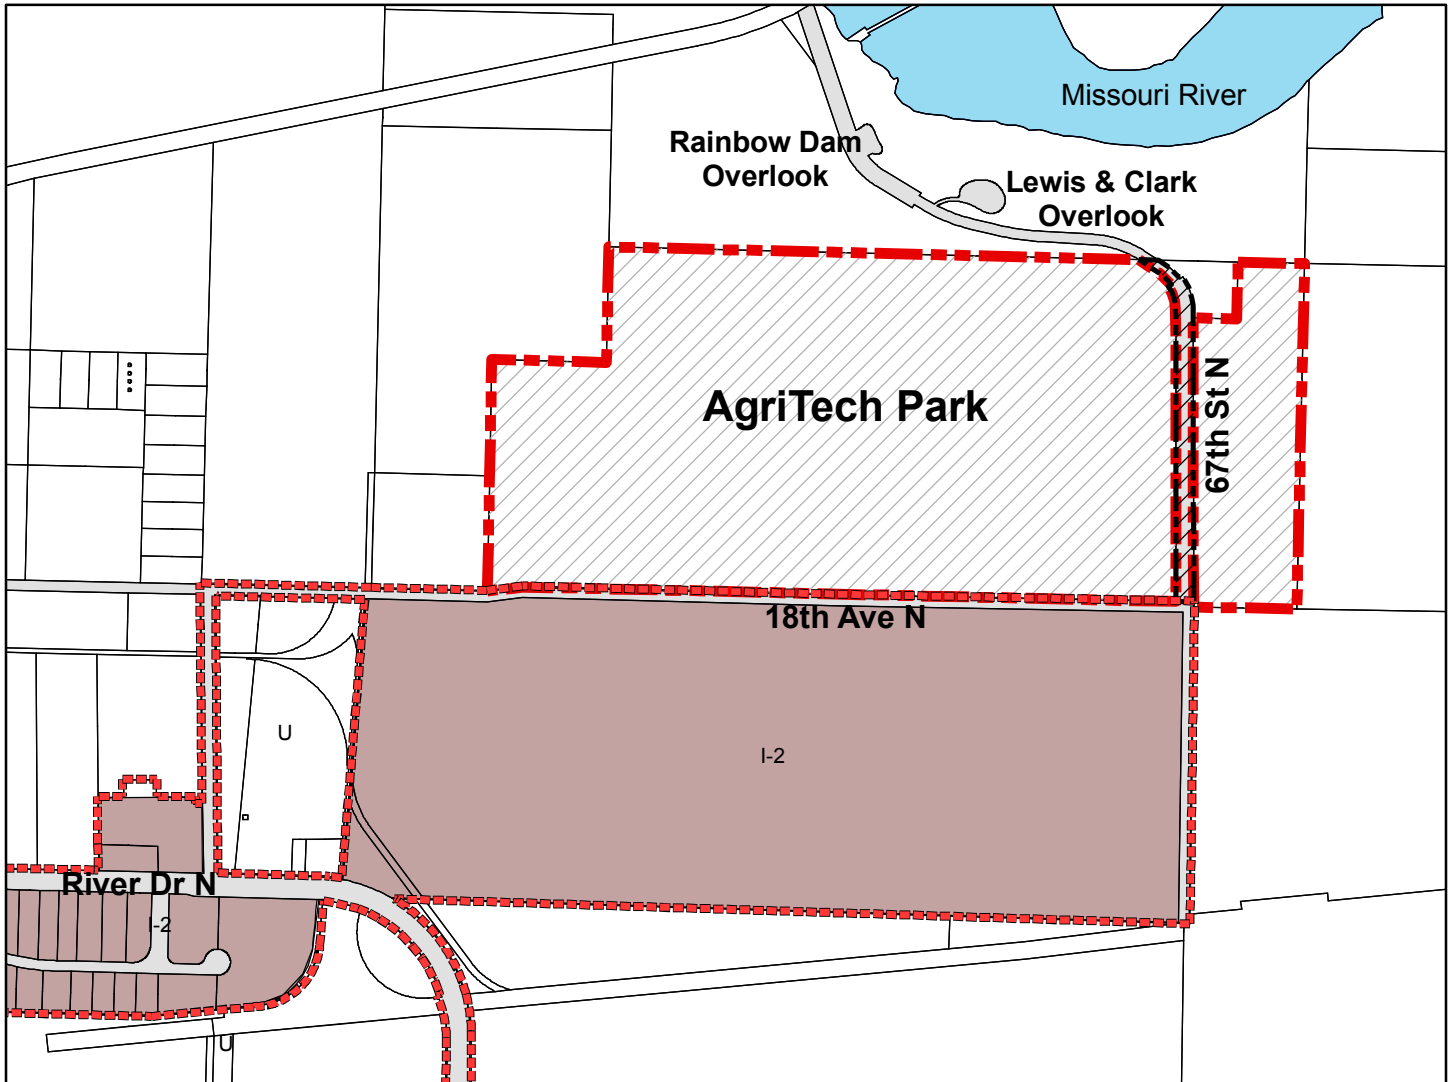 Missouri River
Rainbow Dam
Overlook
Lewis & Clark
Overlook
AgriTech Park
67th St N
18th Ave N
U
I-2
River Dr N
I-2
U